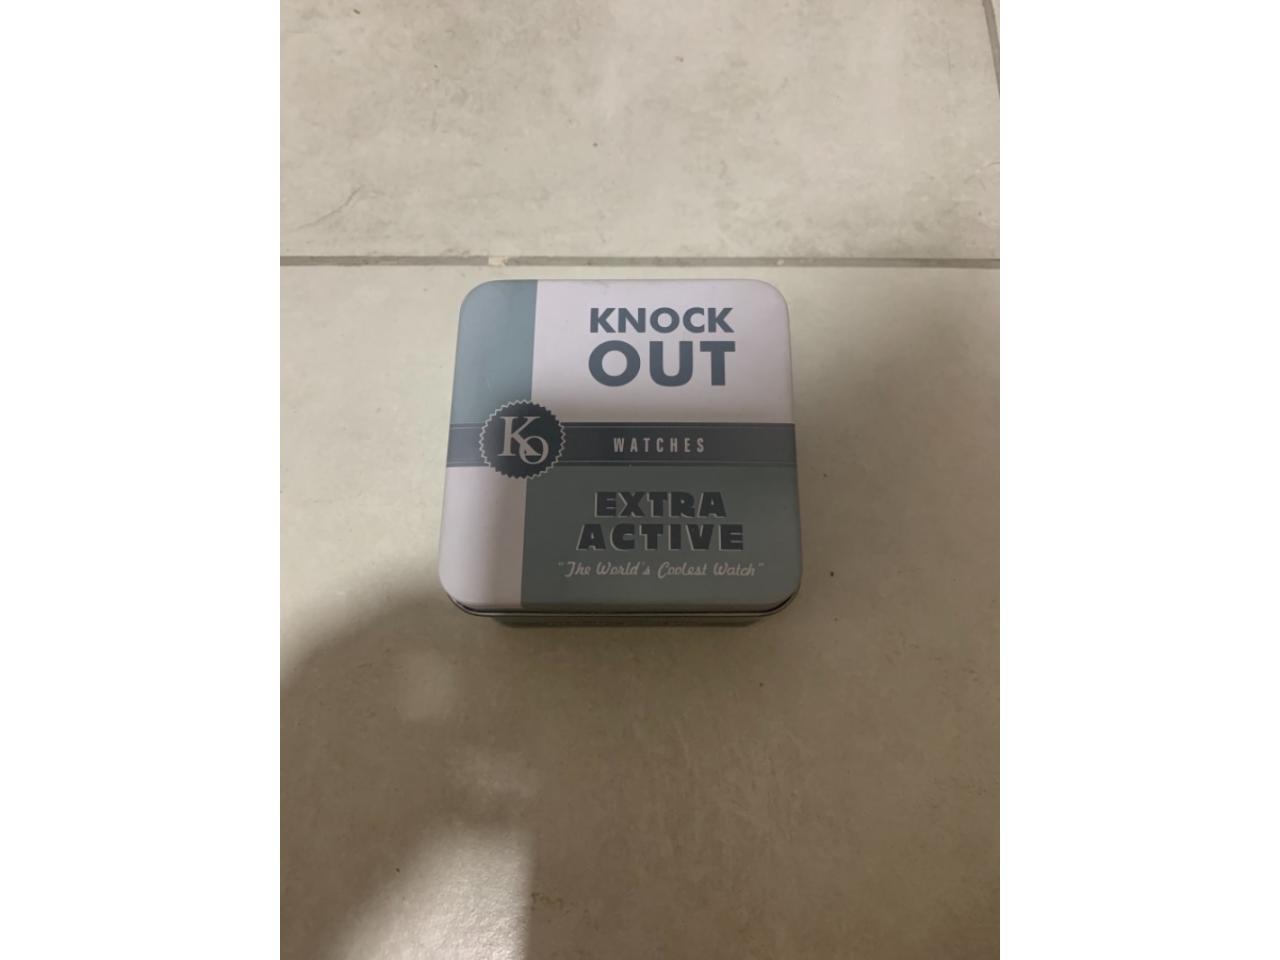 KNOCK
OUT
KO
WATCHES
EXTRA
ACTIVE
"The World's Coolest Watch"